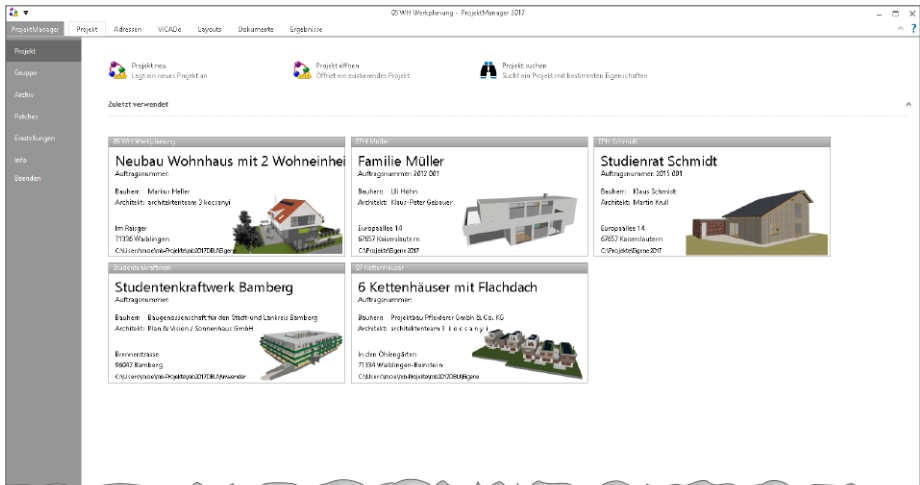 05 WH Werkplanung - ProjektManager 2017
ProjektManager Projekt Adressen ViCADo Layouts Dokumente Ergebnisse
?
Projekt
Gruppe
Archiv
Patches
Einstellungen
Info
Beenden
Projekt neu
Legt ein neues Projekt an
Projekt öffnen
Öffnet ein existierendes Projekt
Projekt suchen
Sucht ein Projekt mit bestimmten Eigenschaften
Zuletzt verwendet
05 WH Werkplanung
Neubau Wohnhaus mit 2 Wohneinhei
Auftragsnummer:
Bauherr: Markus Heller
Architekt: architektenteam 3 kocsanyi
Im Raisger
71336 Waiblingen
EFH Müller
Familie Müller
Auftragsnummer: 2012 001
Bauherr: Uli Höhn
Architekt: Klaus-Peter Gebauer
Europaallee 14
67657 Kaiserslautern
C:\Projekte\Eigene 2017
EFH Schmidt
Studienrat Schmidt
Auftragsnummer: 2015 001
Bauherr: Klaus Schmidt
Architekt: Martin Krull
Europaallee 14
67657 Kaiserslautern
C:\Projekte\Eigene 2017
Studentenkraftwerk
Studentenkraftwerk Bamberg
Auftragsnummer:
Bauherr: Baugenossenschaft für den Stadt-und Lankreis Bamberg
Architekt: Plan & Vision / Sonnenhaus GmbH
Brennerstrasse
96047 Bamberg
07 Kettenhäuser
6 Kettenhäuser mit Flachdach
Auftragsnummer:
Bauherr: Projektbau Pfleiderer Gmbh & Co. KG
Architekt: architektenteam 3 k o c s a n y i
In den Öhlengärten
71334 Waiblingen-Beinstein